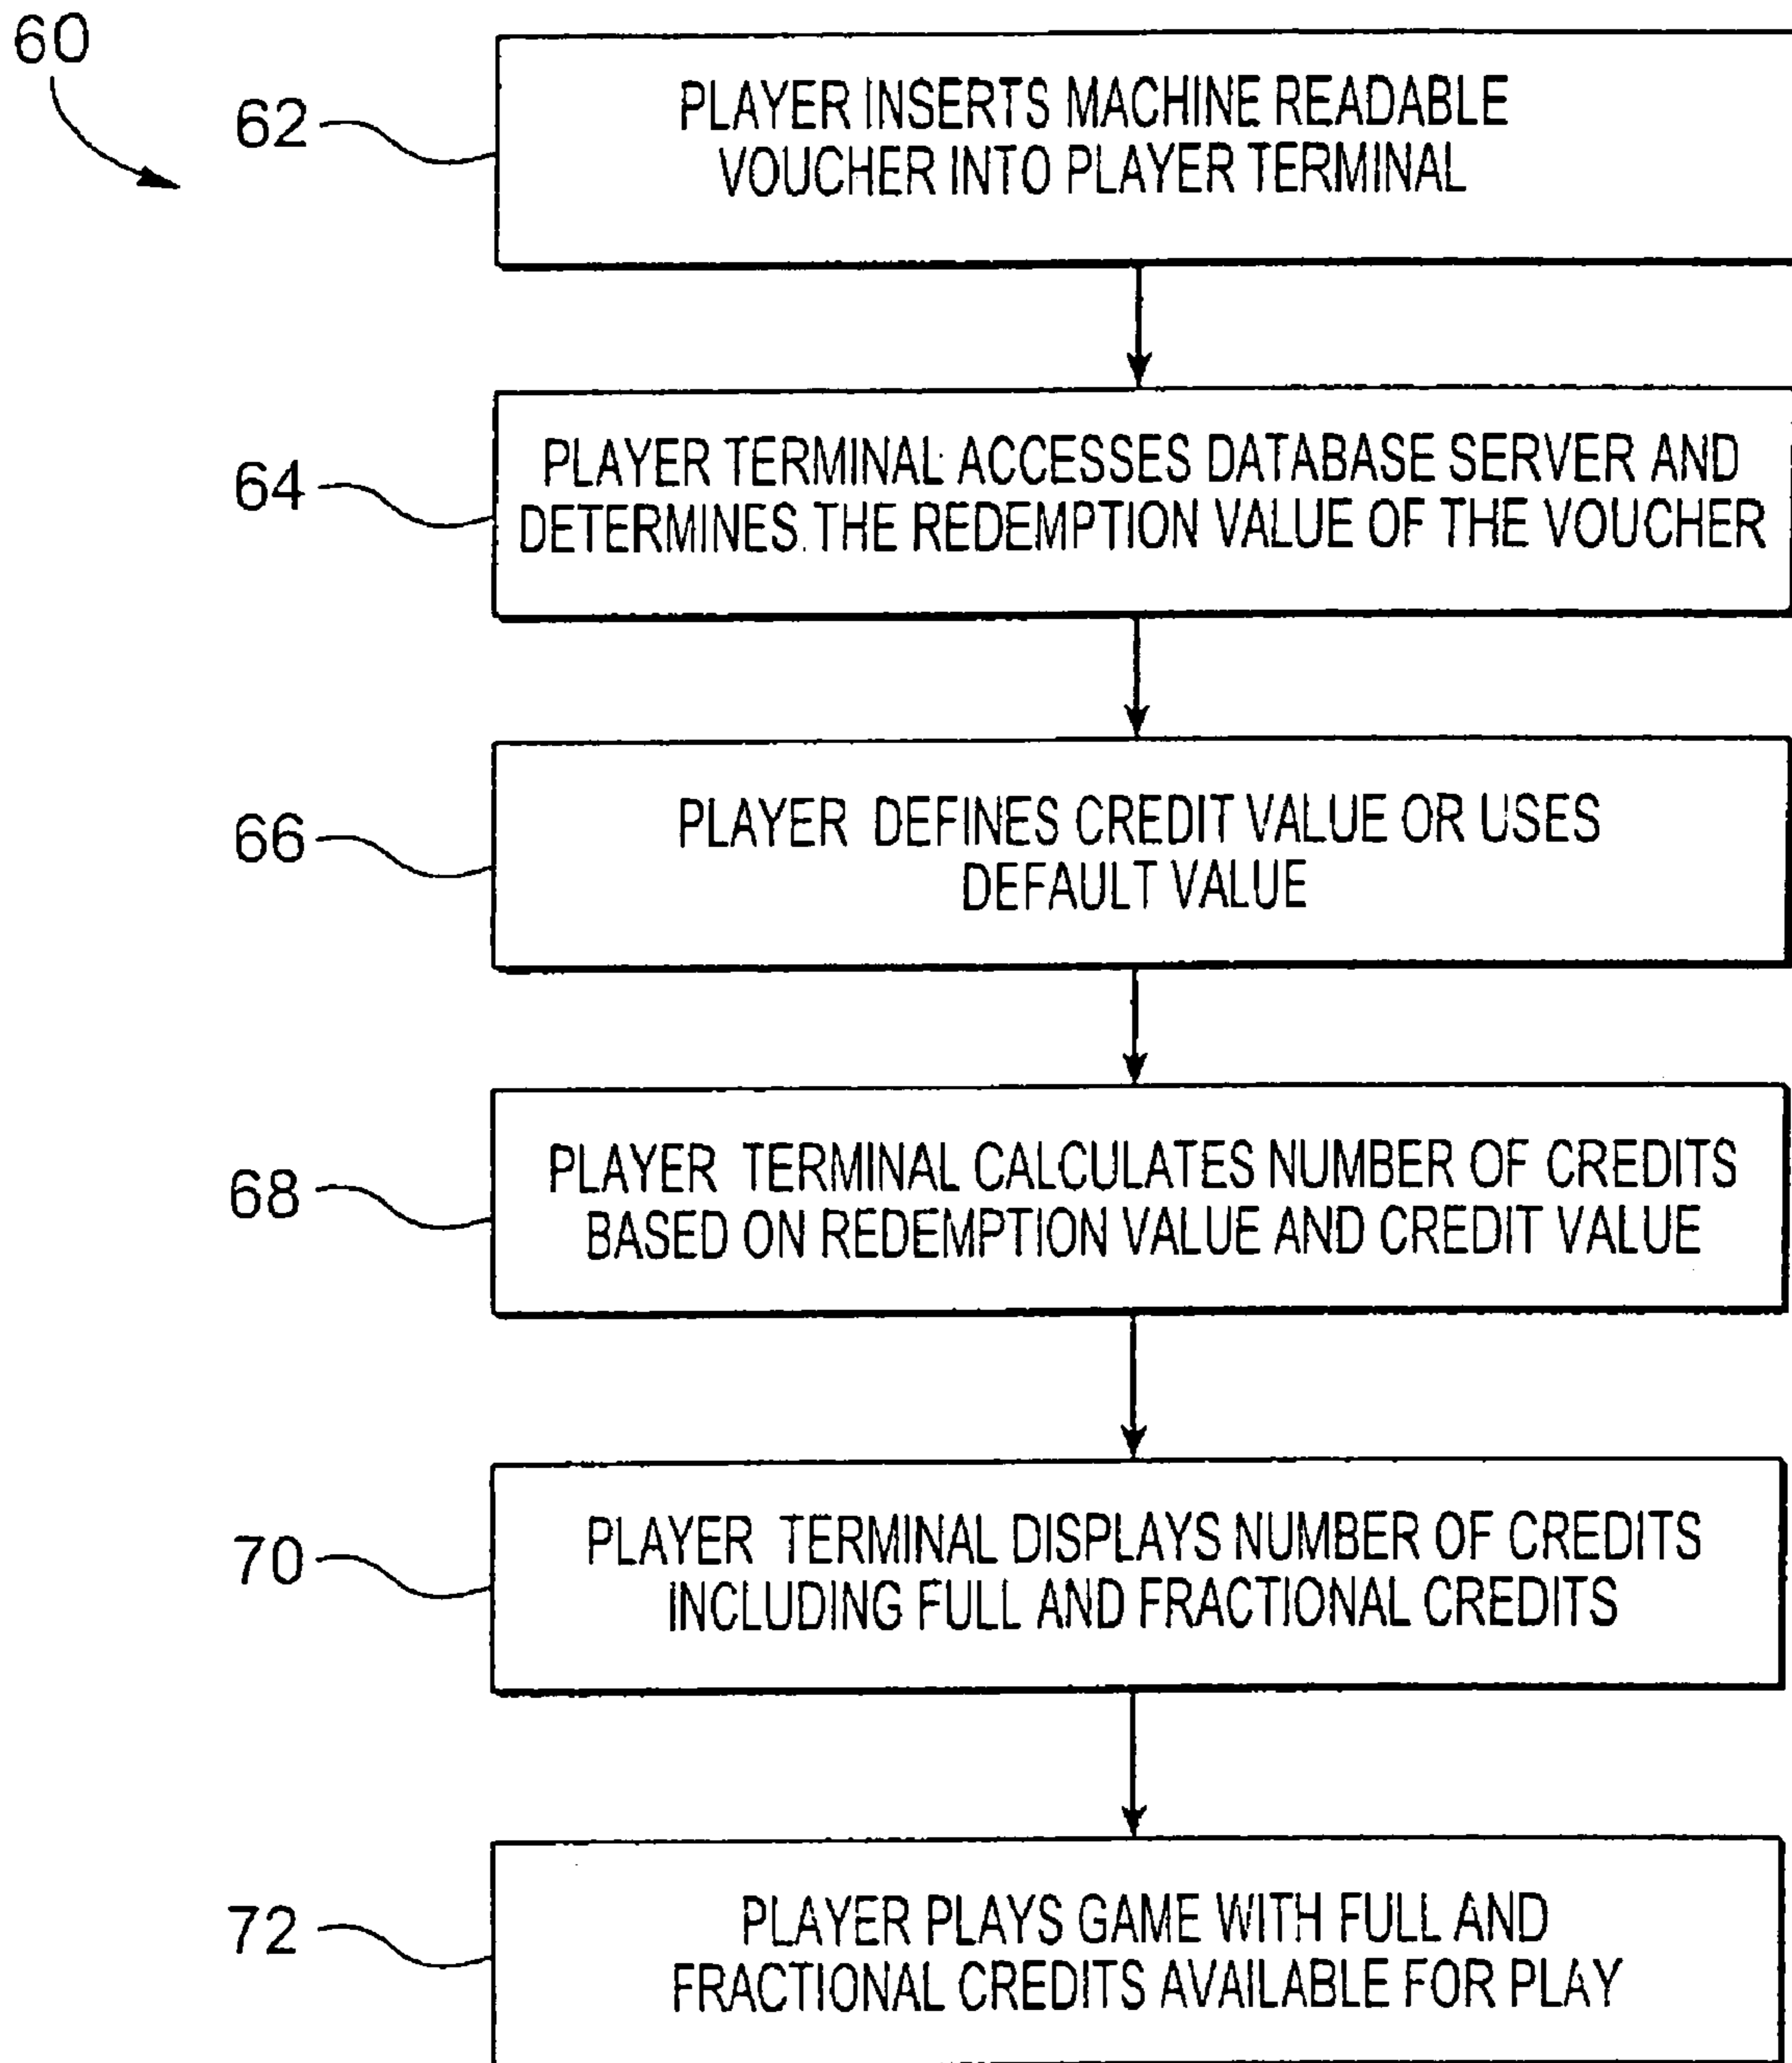 60
62
PLAYER INSERTS MACHINE READABLE
VOUCHER INTO PLAYER TERMINAL
64
PLAYER TERMINAL ACCESSES DATABASE SERVER AND
DETERMINES THE REDEMPTION VALUE OF THE VOUCHER
66
PLAYER DEFINES CREDIT VALUE OR USES
DEFAULT VALUE
68
PLAYER TERMINAL CALCULATES NUMBER OF CREDITS
BASED ON REDEMPTION VALUE AND CREDIT VALUE
70
PLAYER TERMINAL DISPLAYS NUMBER OF CREDITS
INCLUDING FULL AND FRACTIONAL CREDITS
72
PLAYER PLAYS GAME WITH FULL AND
FRACTIONAL CREDITS AVAILABLE FOR PLAY